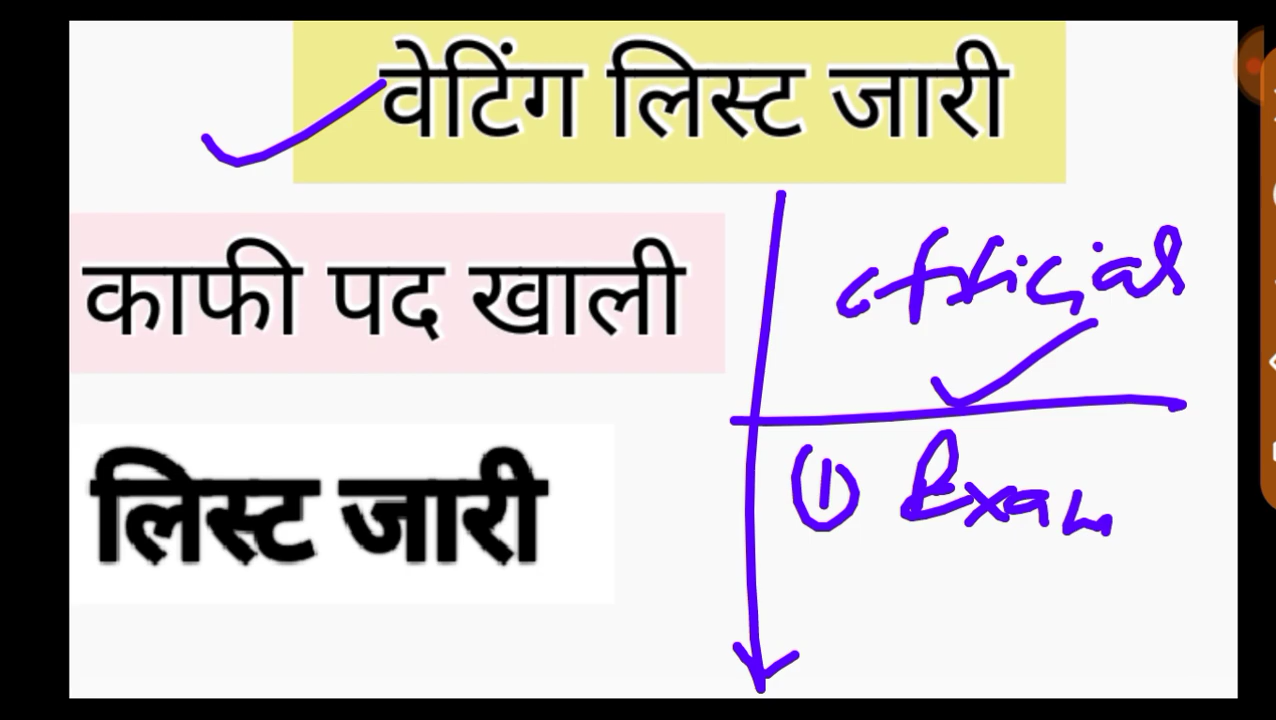 वेटिंग लिस्ट जारी
काफी पद खाली
official
लिस्ट जारी
① Exam